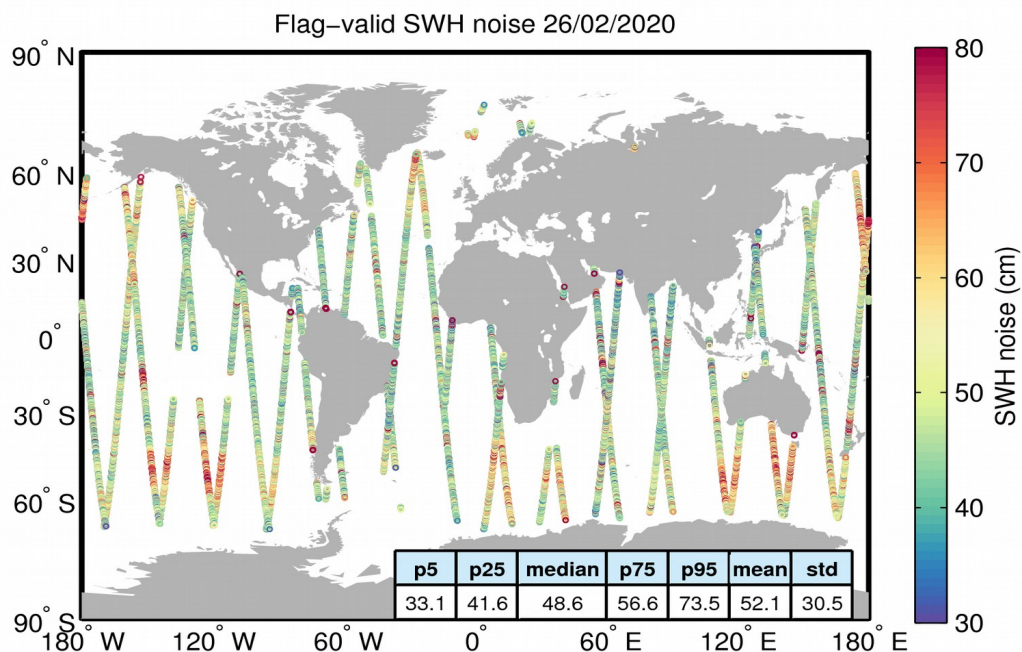 Flag−valid SWH noise 26/02/2020
90° N
60° N
30° N
0°
30° S
60° S
90° S
180° W
120° W
60° W
0°
60° E
120° E
180° E
80
70
60
50
40
30
SWH noise (cm)
p5 p25 median p75 p95 mean std
33.1 41.6 48.6 56.6 73.5 52.1 30.5